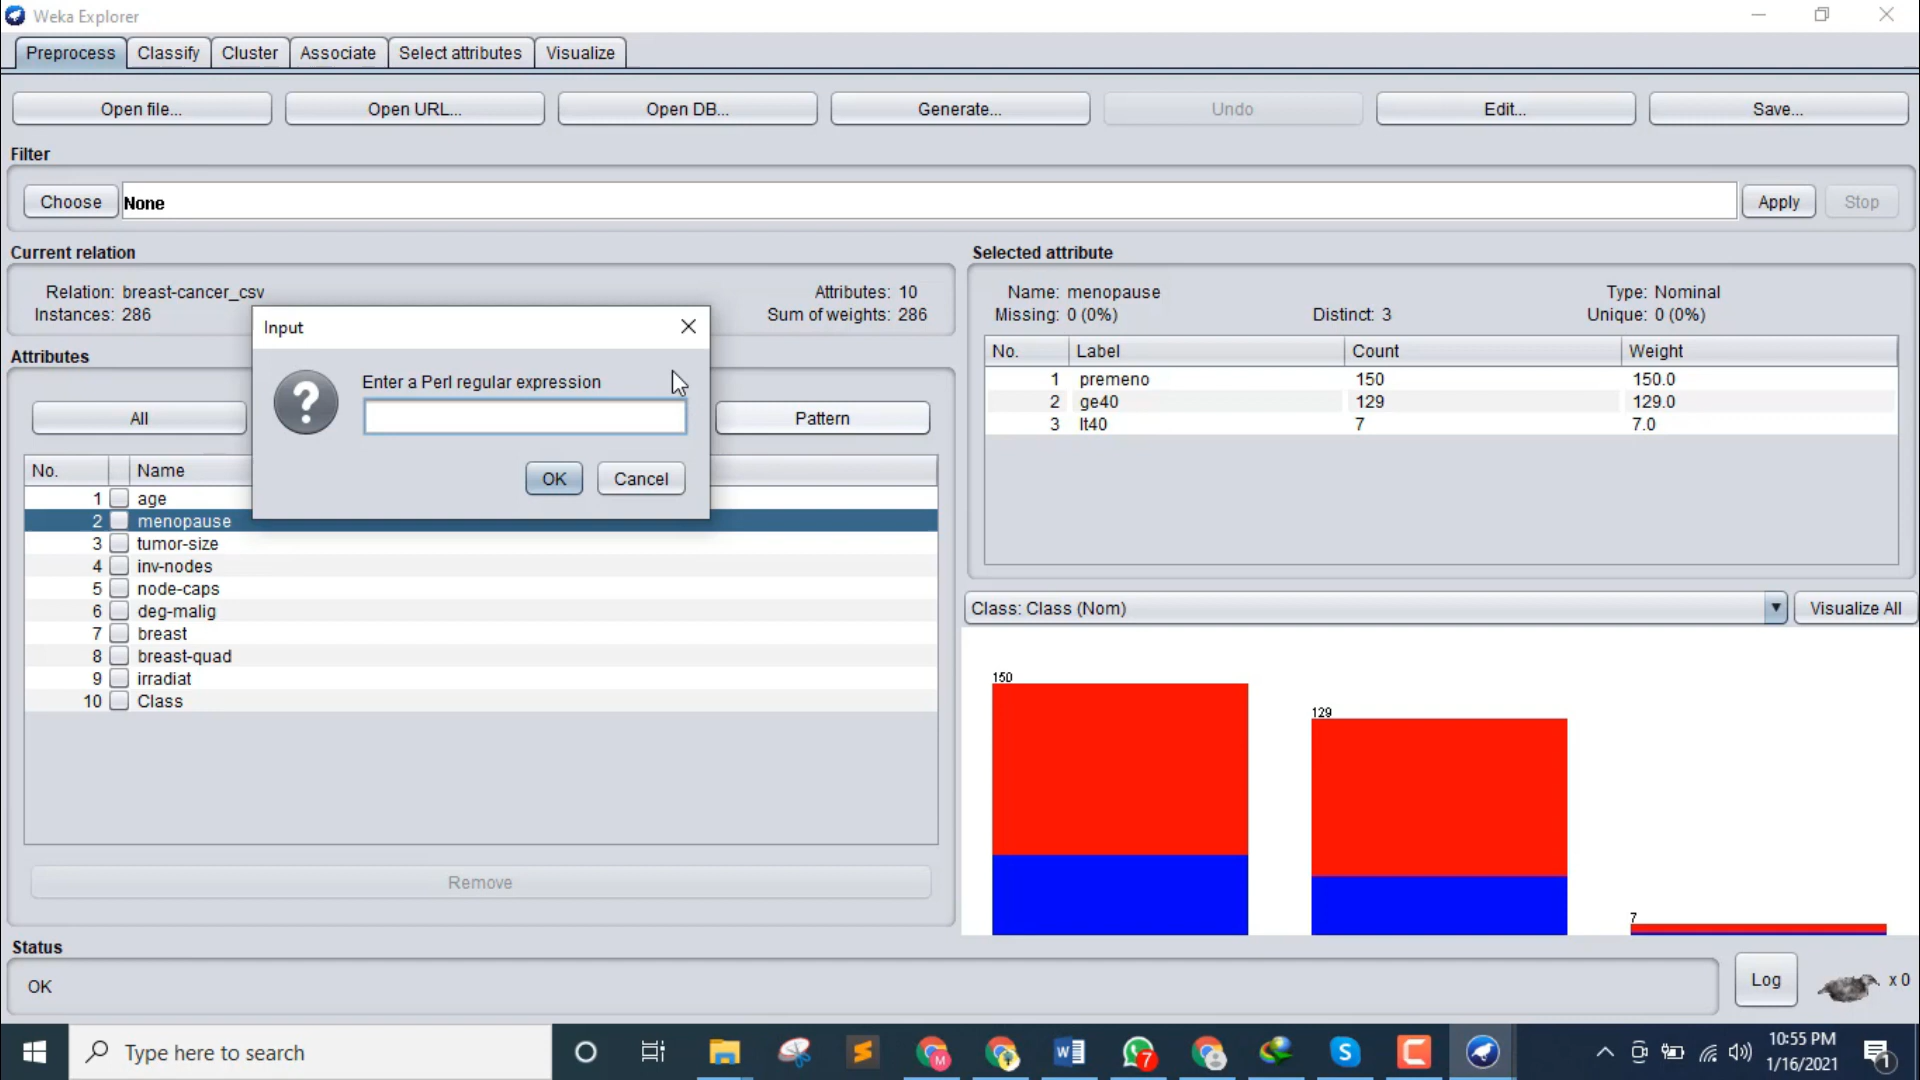 Weka Explorer
Preprocess Classify Cluster Associate Select attributes Visualize
Open file... Open URL... Open DB... Generate... Undo Edit... Save...
Filter
Choose None Apply Stop
Current relation
Relation: breast-cancer_csv Attributes: 10
Instances: 286 Sum of weights: 286
Selected attribute
Name: menopause Type: Nominal
Missing: 0 (0%) Distinct: 3 Unique: 0 (0%)
No. Label Count Weight
1 premeno 150 150.0
2 ge40 129 129.0
3 lt40 7 7.0
Input
Enter a Perl regular expression
OK Cancel
Attributes
All Pattern
No. Name
1 age
2 menopause
3 tumor-size
4 inv-nodes
5 node-caps
6 deg-malig
7 breast
8 breast-quad
9 irradiat
10 Class
Remove
Class: Class (Nom) Visualize All
150
129
7
Status
OK
Log x 0
Type here to search
7
10:55 PM
1/16/2021
1